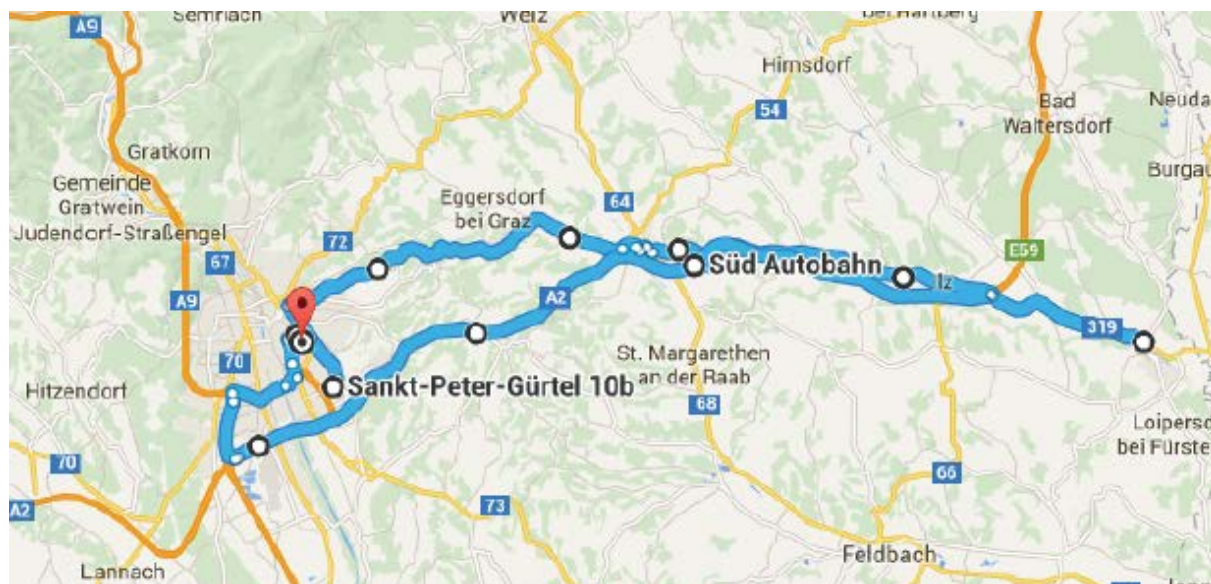 Semriach
A9
Weiz
bei Hartberg
Hirnsdorf
54
Bad
Waltersdorf
Neuda
Gratkorn
Gemeinde
Gratwein
Judendorf-Straßengel
Eggersdorf
bei Graz
64
Burgau
72
67
E59
A9
Süd Autobahn
Ilz
A2
319
70
St. Margarethen
an der Raab
Sankt-Peter-Gürtel 10b
Hitzendorf
68
Loipersd
bei Fürste
70
66
A2
73
Feldbach
Lannach